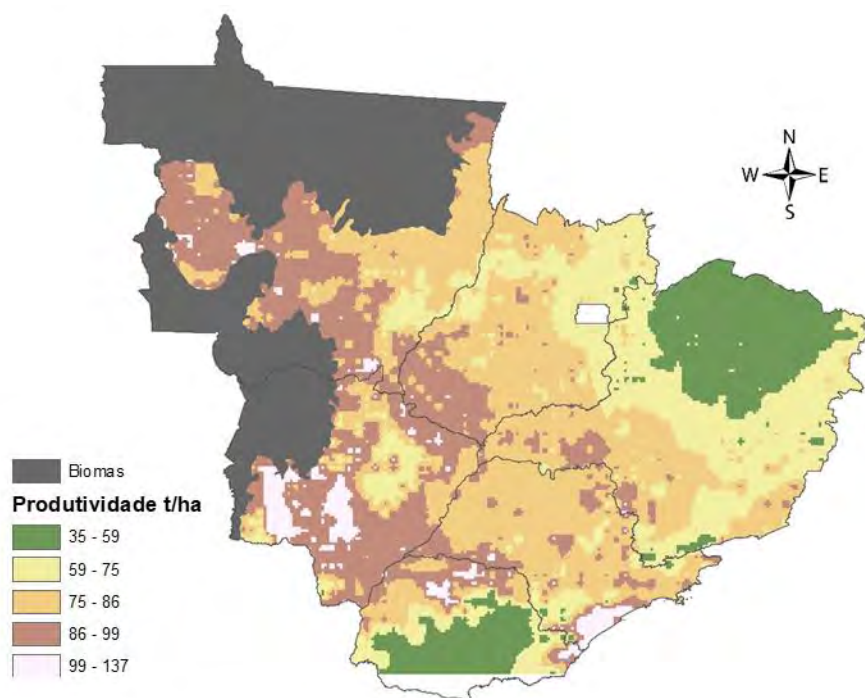 N
W E
S
Biomas
Produtividade t/ha
35 - 59
59 - 75
75 - 86
86 - 99
99 - 137